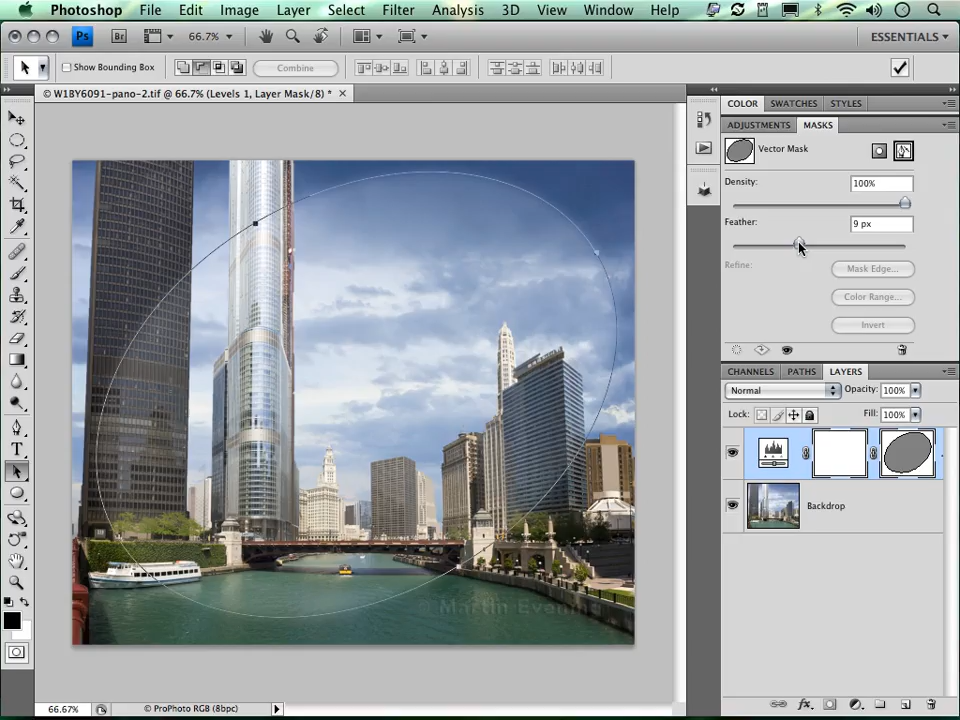 Photoshop File Edit Image Layer Select Filter Analysis 3D View Window Help
Ps Br 66.7% ESSENTIALS
Show Bounding Box Combine
© W1BY6091-pano-2.tif @ 66.7% (Levels 1, Layer Mask/8) *
COLOR SWATCHES STYLES
ADJUSTMENTS MASKS
Vector Mask
Density: 100%
Feather: 9 px
Refine: Mask Edge...
Color Range...
Invert
CHANNELS PATHS LAYERS
Normal Opacity: 100%
Lock: Fill: 100%
Backdrop
© Martin Evening
66.67% © ProPhoto RGB (8bpc)
fx